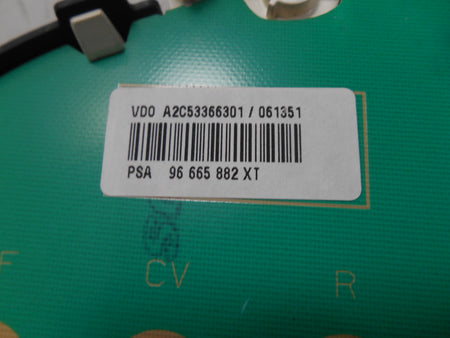 VDO A2C53366301 / 061351
PSA 96 665 882 XT
F CV R